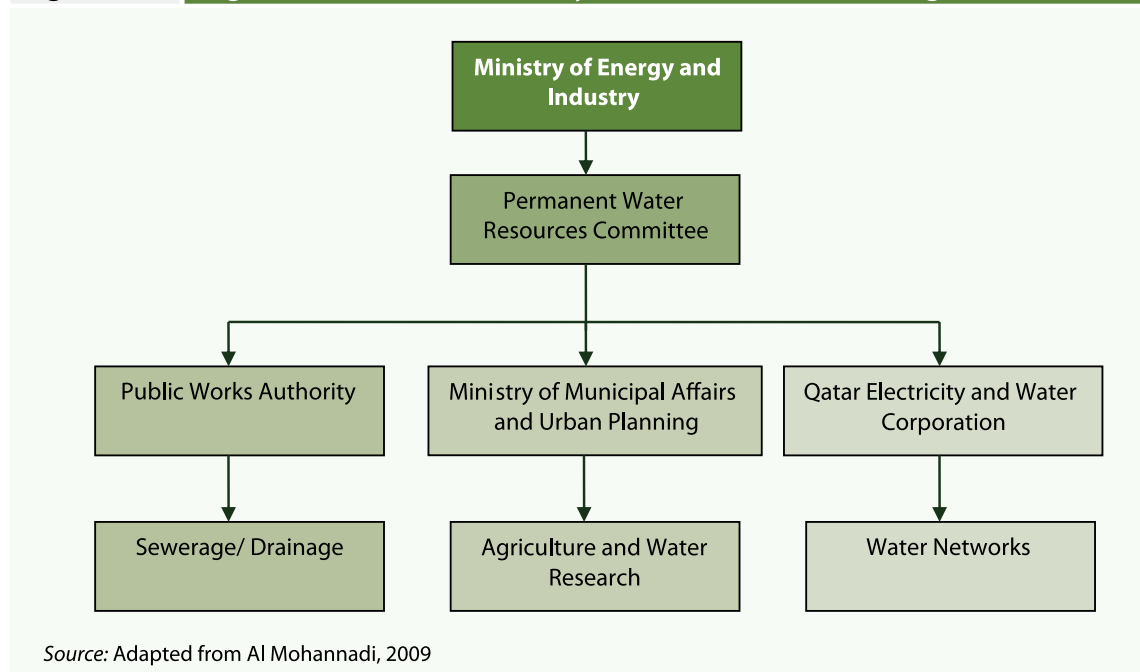 Ministry of Energy and
Industry
Permanent Water
Resources Committee
Public Works Authority
Ministry of Municipal Affairs
and Urban Planning
Qatar Electricity and Water
Corporation
Sewerage/ Drainage
Agriculture and Water
Research
Water Networks
Source: Adapted from Al Mohannadi, 2009